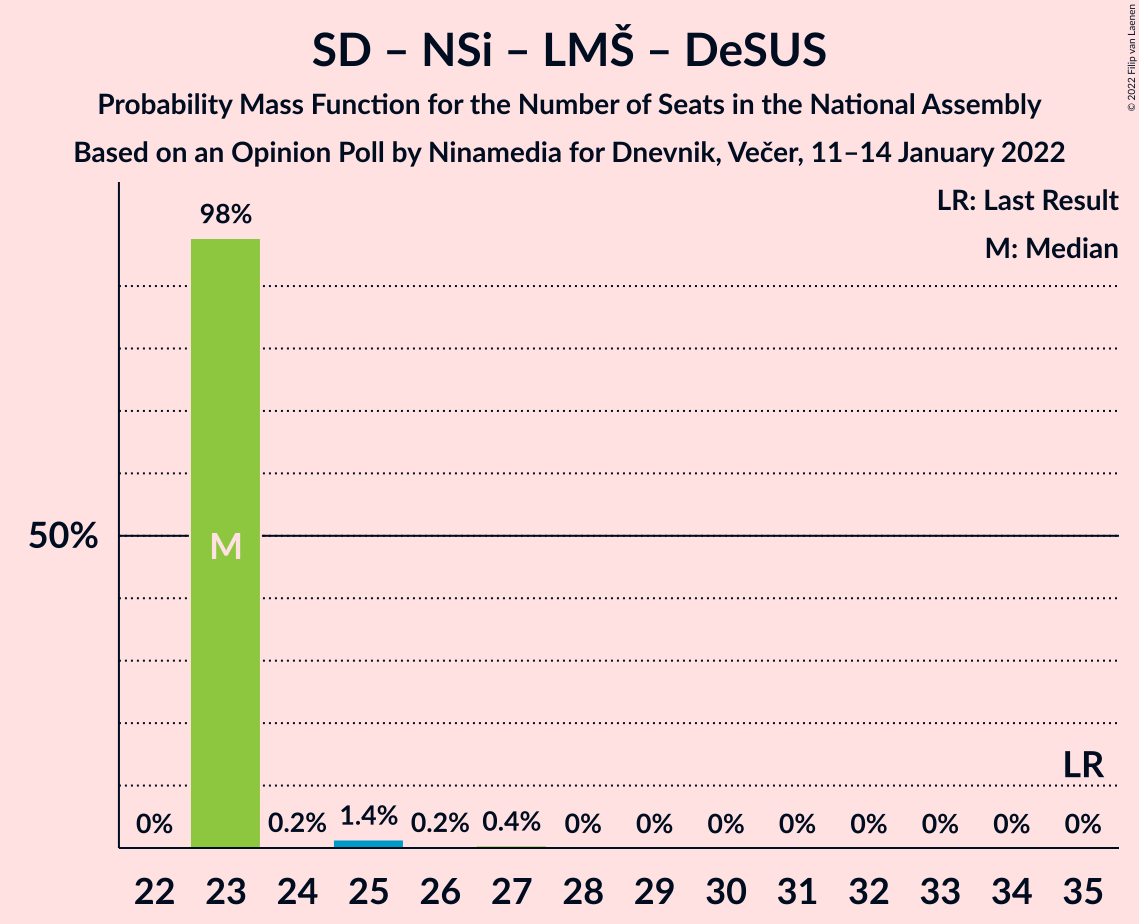 SD – NSi – LMŠ – DeSUS
Probability Mass Function for the Number of Seats in the National Assembly
Based on an Opinion Poll by Ninamedia for Dnevnik, Večer, 11–14 January 2022
© 2022 Filip van Laenen
LR: Last Result
M: Median
98%
50%
M
LR
0% 0.2% 1.4% 0.2% 0.4% 0% 0% 0% 0% 0% 0% 0% 0%
22 23 24 25 26 27 28 29 30 31 32 33 34 35